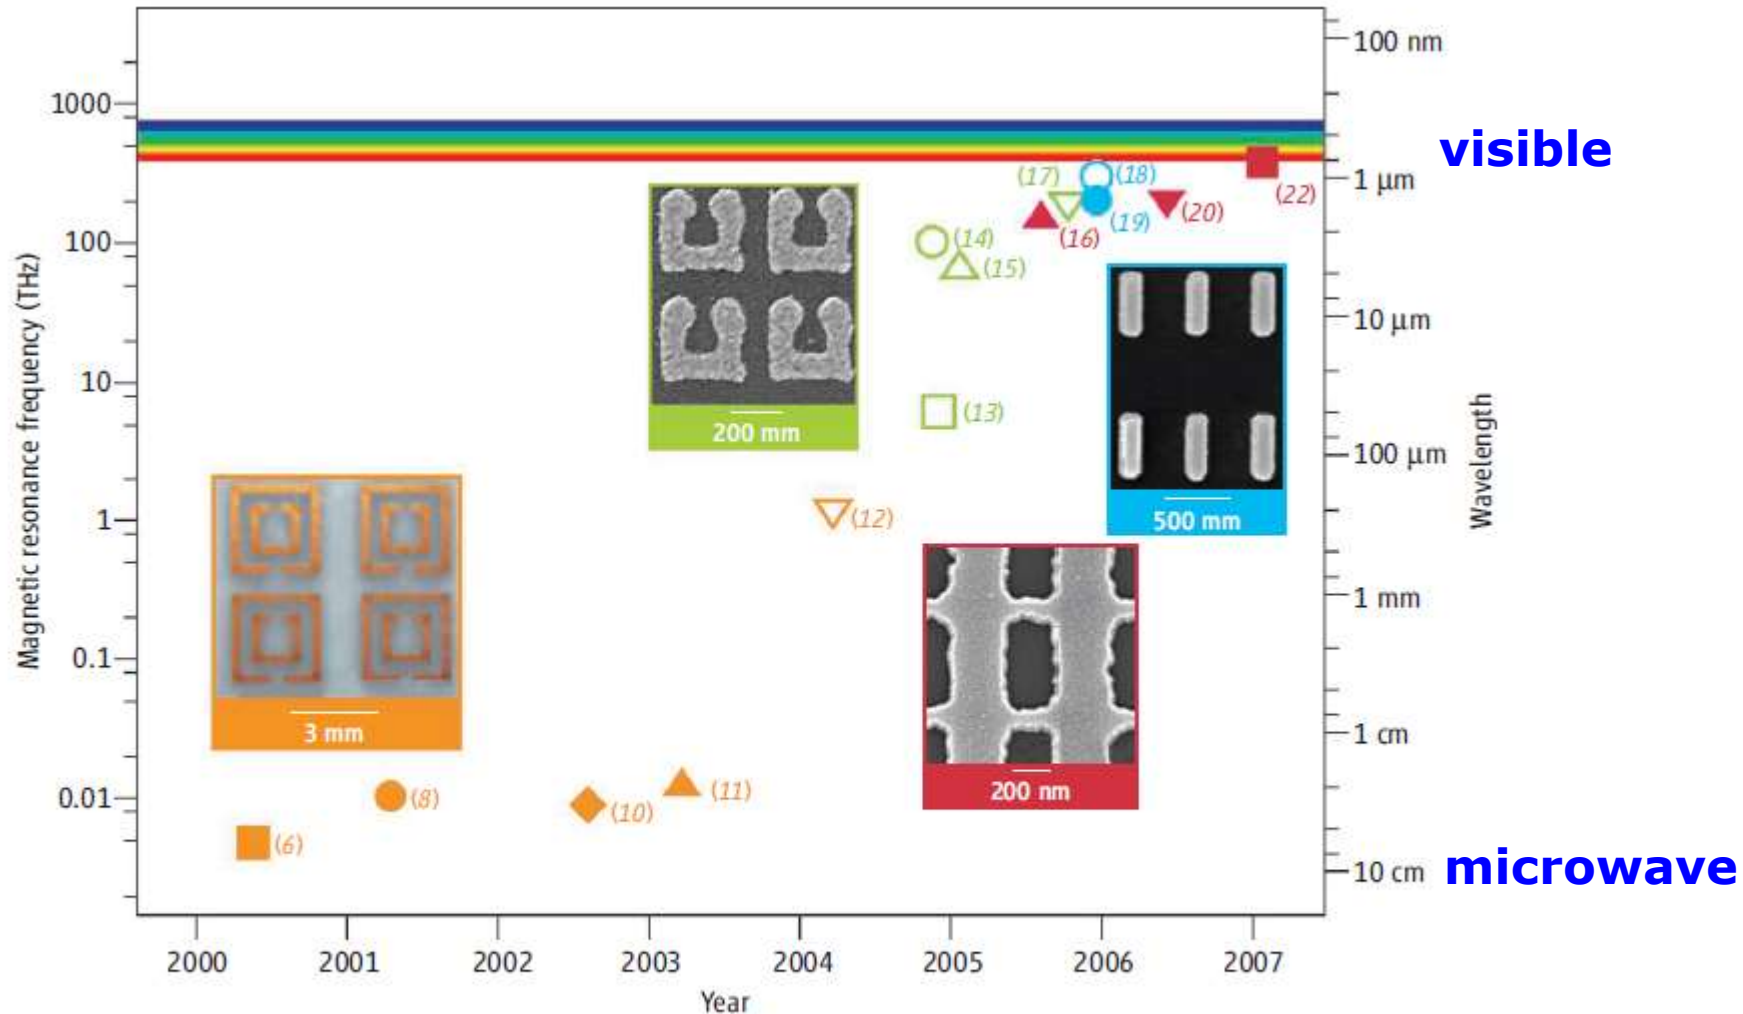 100 nm
1000
visible
(17)
(18)
1 μm
(22)
(20)
(19)
(16)
100
(14)
(15)
10 μm
10
(13)
200 mm
Magnetic resonance frequency (THz)
Wavelength
100 μm
1
(12)
500 mm
1 mm
0.1
3 mm
1 cm
200 nm
0.01
(8)
(10)
(11)
(6)
10 cm
microwave
2000
2001
2002
2003
2004
2005
2006
2007
Year